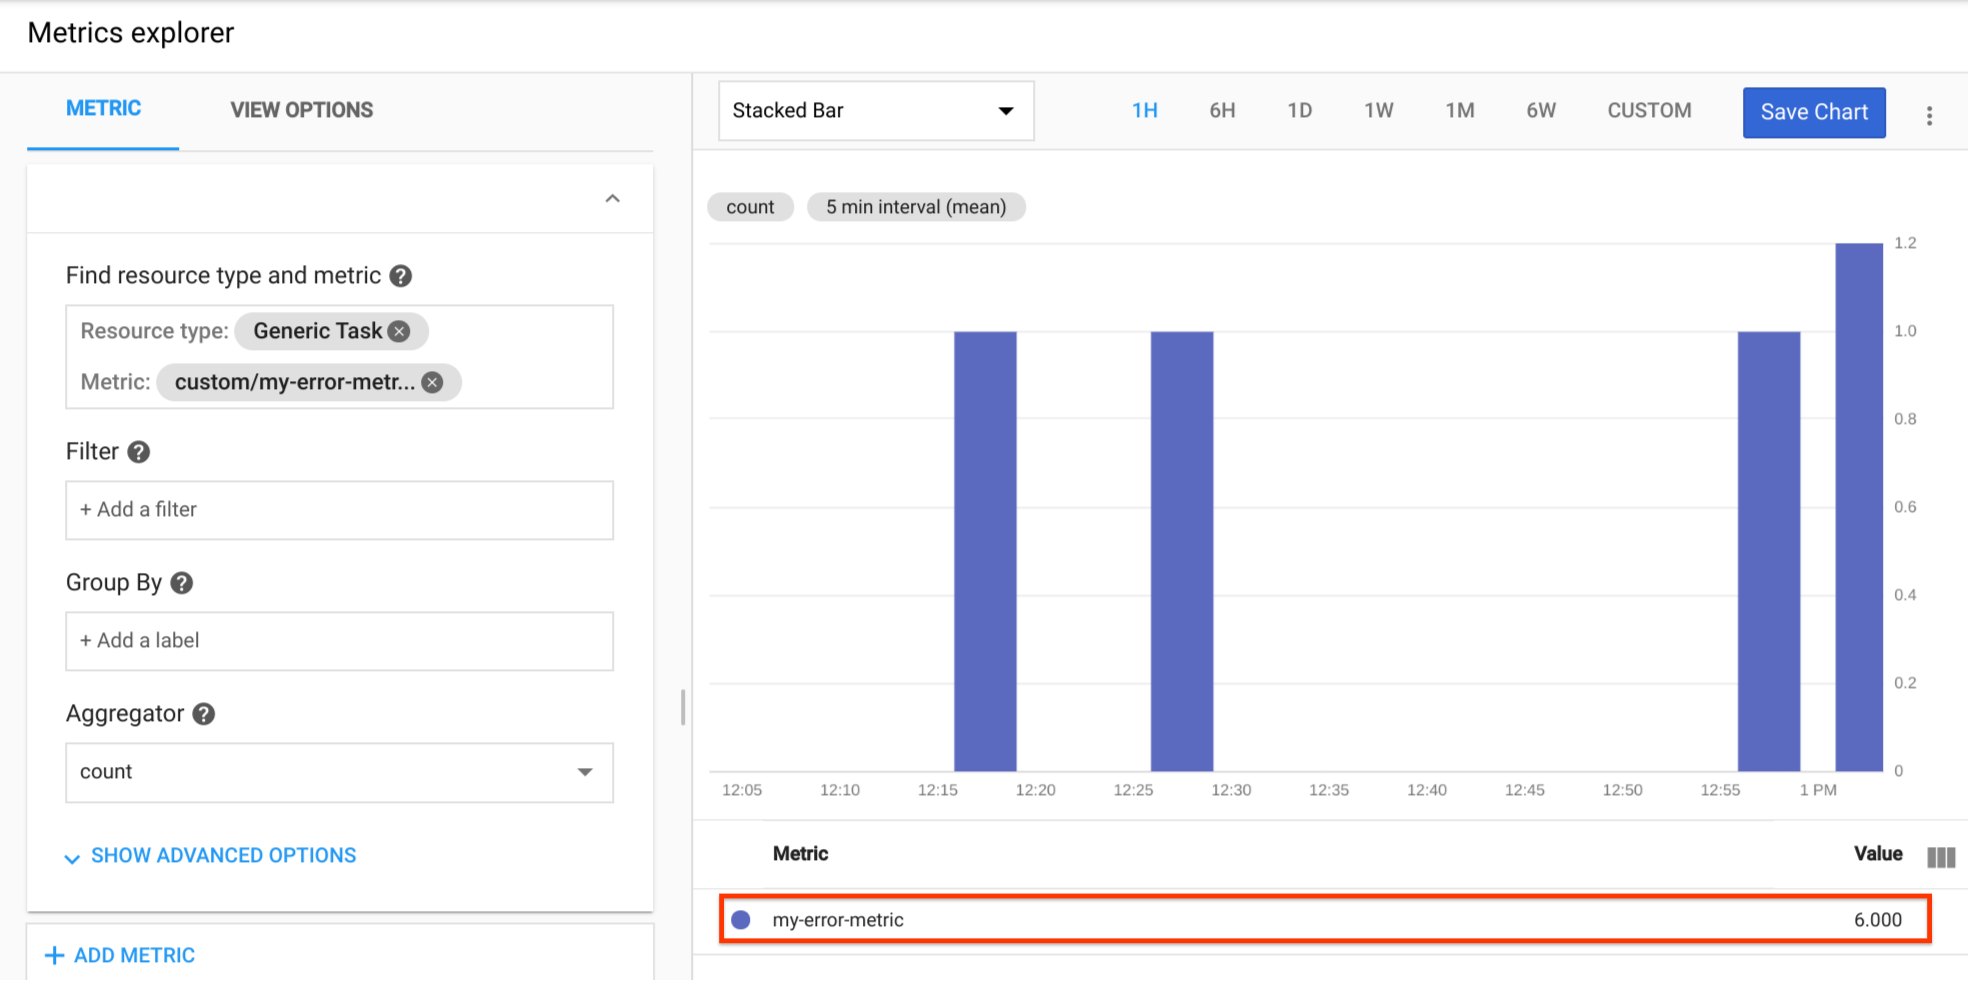 Metrics explorer
METRIC
VIEW OPTIONS
Find resource type and metric ?
Resource type: Generic Task
Metric: custom/my-error-metr...
Filter ?
+ Add a filter
Group By ?
+ Add a label
Aggregator ?
count
SHOW ADVANCED OPTIONS
+ ADD METRIC
Stacked Bar
1H 6H 1D 1W 1M 6W CUSTOM
Save Chart
count
5 min interval (mean)
1.2
1.0
0.8
0.6
0.4
0.2
0
12:05 12:10 12:15 12:20 12:25 12:30 12:35 12:40 12:45 12:50 12:55 1 PM
Metric Value
my-error-metric 6.000